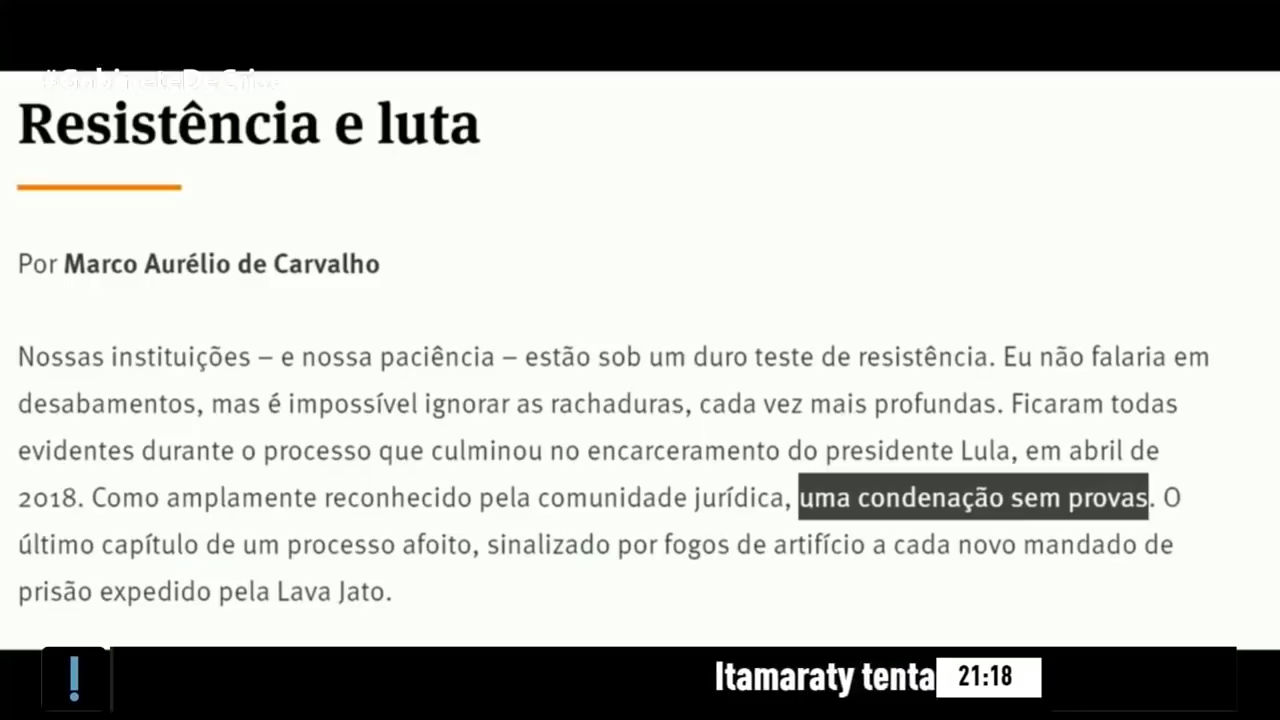 #GabineteDeCrise
Resistência e luta
Por Marco Aurélio de Carvalho
Nossas instituições – e nossa paciência – estão sob um duro teste de resistência. Eu não falaria em
desabamentos, mas é impossível ignorar as rachaduras, cada vez mais profundas. Ficaram todas
evidentes durante o processo que culminou no encarceramento do presidente Lula, em abril de
2018. Como amplamente reconhecido pela comunidade jurídica, uma condenação sem provas. O
último capítulo de um processo afoito, sinalizado por fogos de artifício a cada novo mandado de
prisão expedido pela Lava Jato.
Itamaraty tenta 21:18